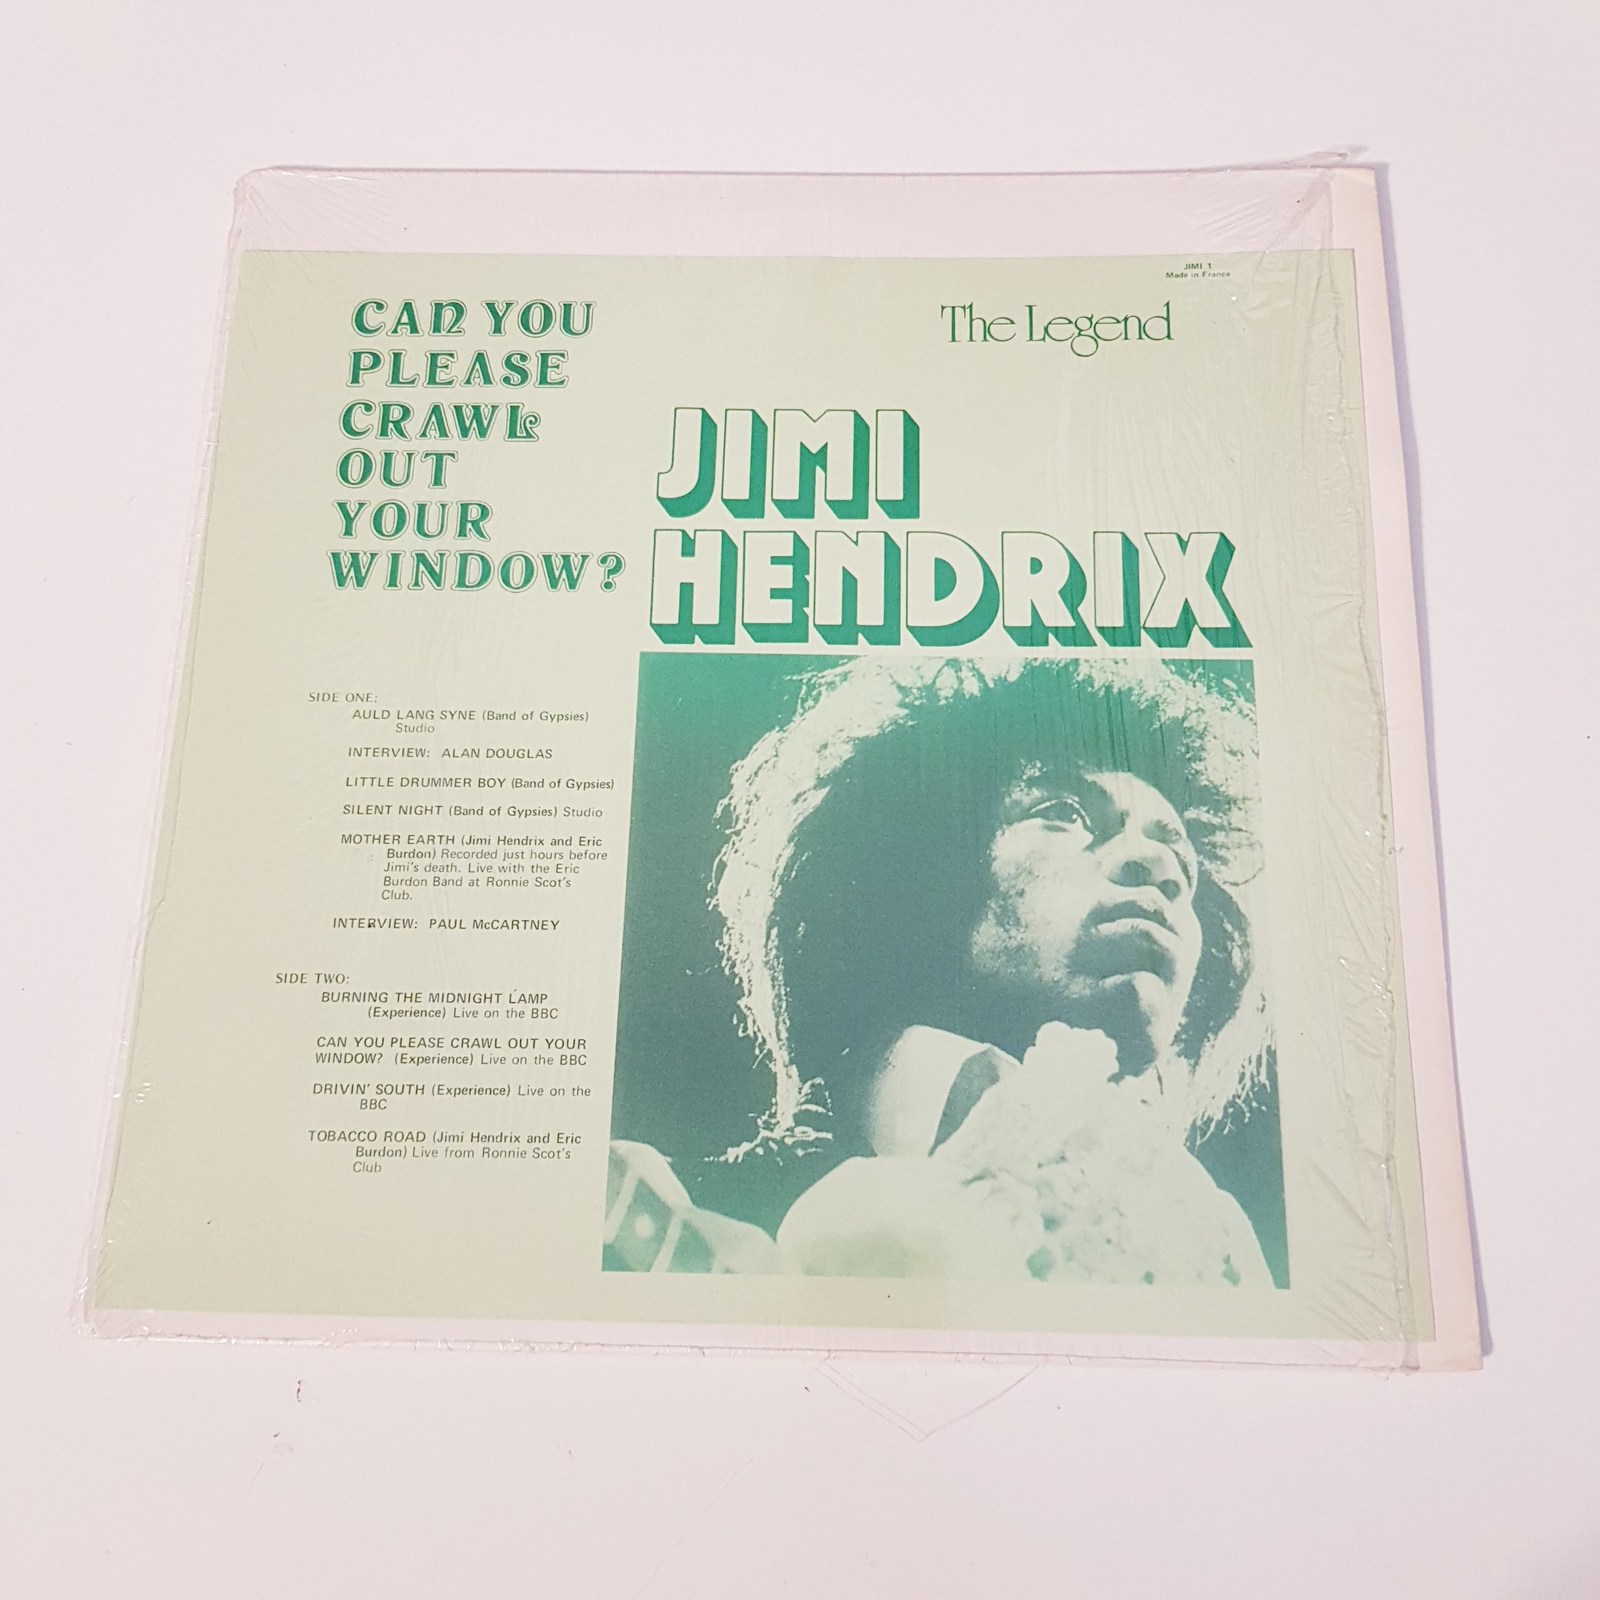 JIMI 1
Made in France
CAN YOU
PLEASE
CRAWL
OUT
YOUR
WINDOW?
The Legend
JIMI
HENDRIX
SIDE ONE:
AULD LANG SYNE (Band of Gypsies)
Studio
INTERVIEW: ALAN DOUGLAS
LITTLE DRUMMER BOY (Band of Gypsies)
SILENT NIGHT (Band of Gypsies) Studio
MOTHER EARTH (Jimi Hendrix and Eric
Burdon) Recorded just hours before
Jimi's death. Live with the Eric
Burdon Band at Ronnie Scot's
Club.
INTERVIEW: PAUL McCARTNEY
SIDE TWO:
BURNING THE MIDNIGHT LAMP
(Experience) Live on the BBC
CAN YOU PLEASE CRAWL OUT YOUR
WINDOW? (Experience) Live on the BBC
DRIVIN' SOUTH (Experience) Live on the
BBC
TOBACCO ROAD (Jimi Hendrix and Eric
Burdon) Live from Ronnie Scot's
Club